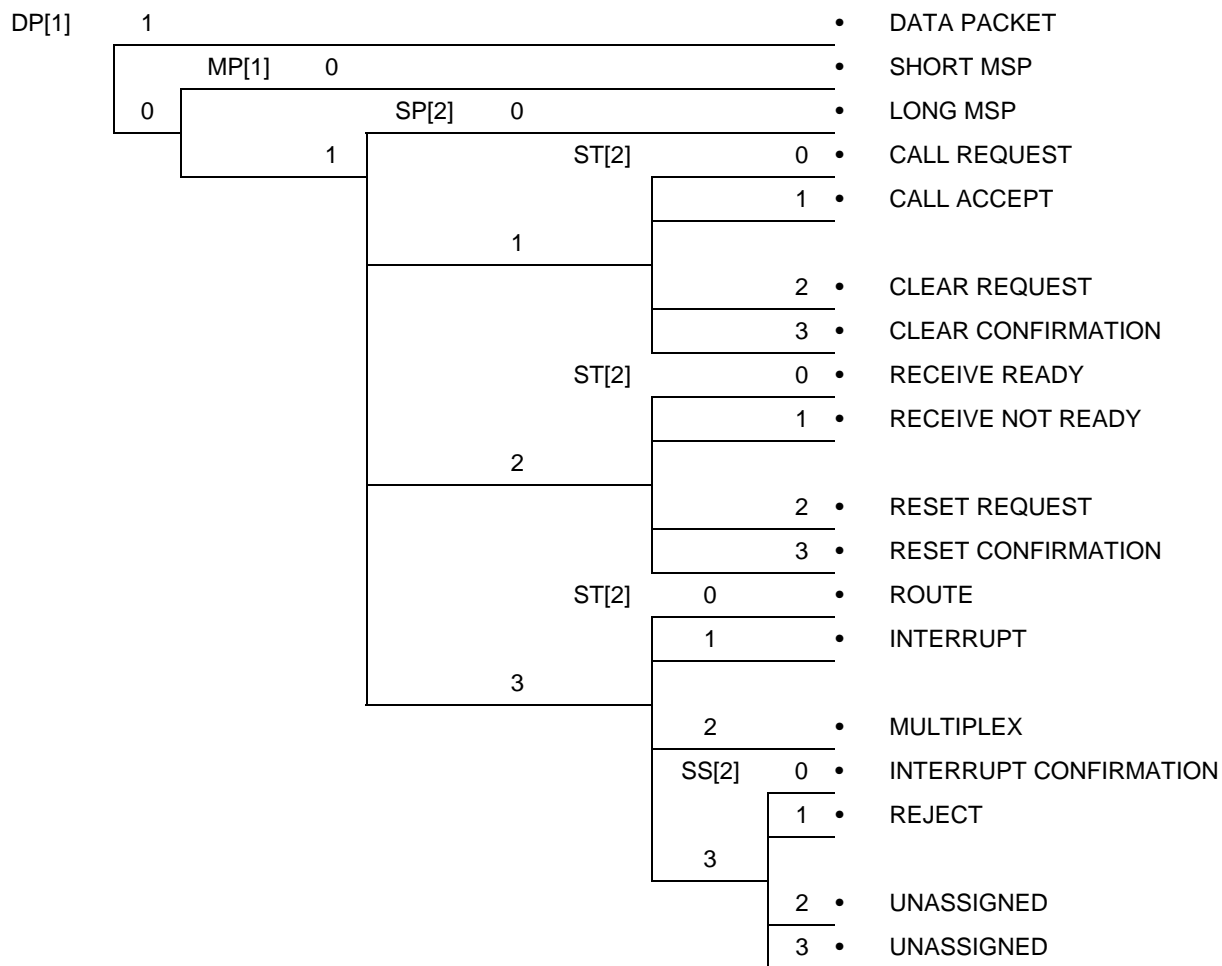 DP[1] 1 • DATA PACKET
MP[1] 0 • SHORT MSP
0 SP[2] 0 • LONG MSP
1 ST[2] 0 • CALL REQUEST
1 • CALL ACCEPT
1
2 • CLEAR REQUEST
3 • CLEAR CONFIRMATION
ST[2] 0 • RECEIVE READY
1 • RECEIVE NOT READY
2
2 • RESET REQUEST
3 • RESET CONFIRMATION
ST[2] 0 • ROUTE
1 • INTERRUPT
3
2 • MULTIPLEX
SS[2] 0 • INTERRUPT CONFIRMATION
1 • REJECT
3
2 • UNASSIGNED
3 • UNASSIGNED